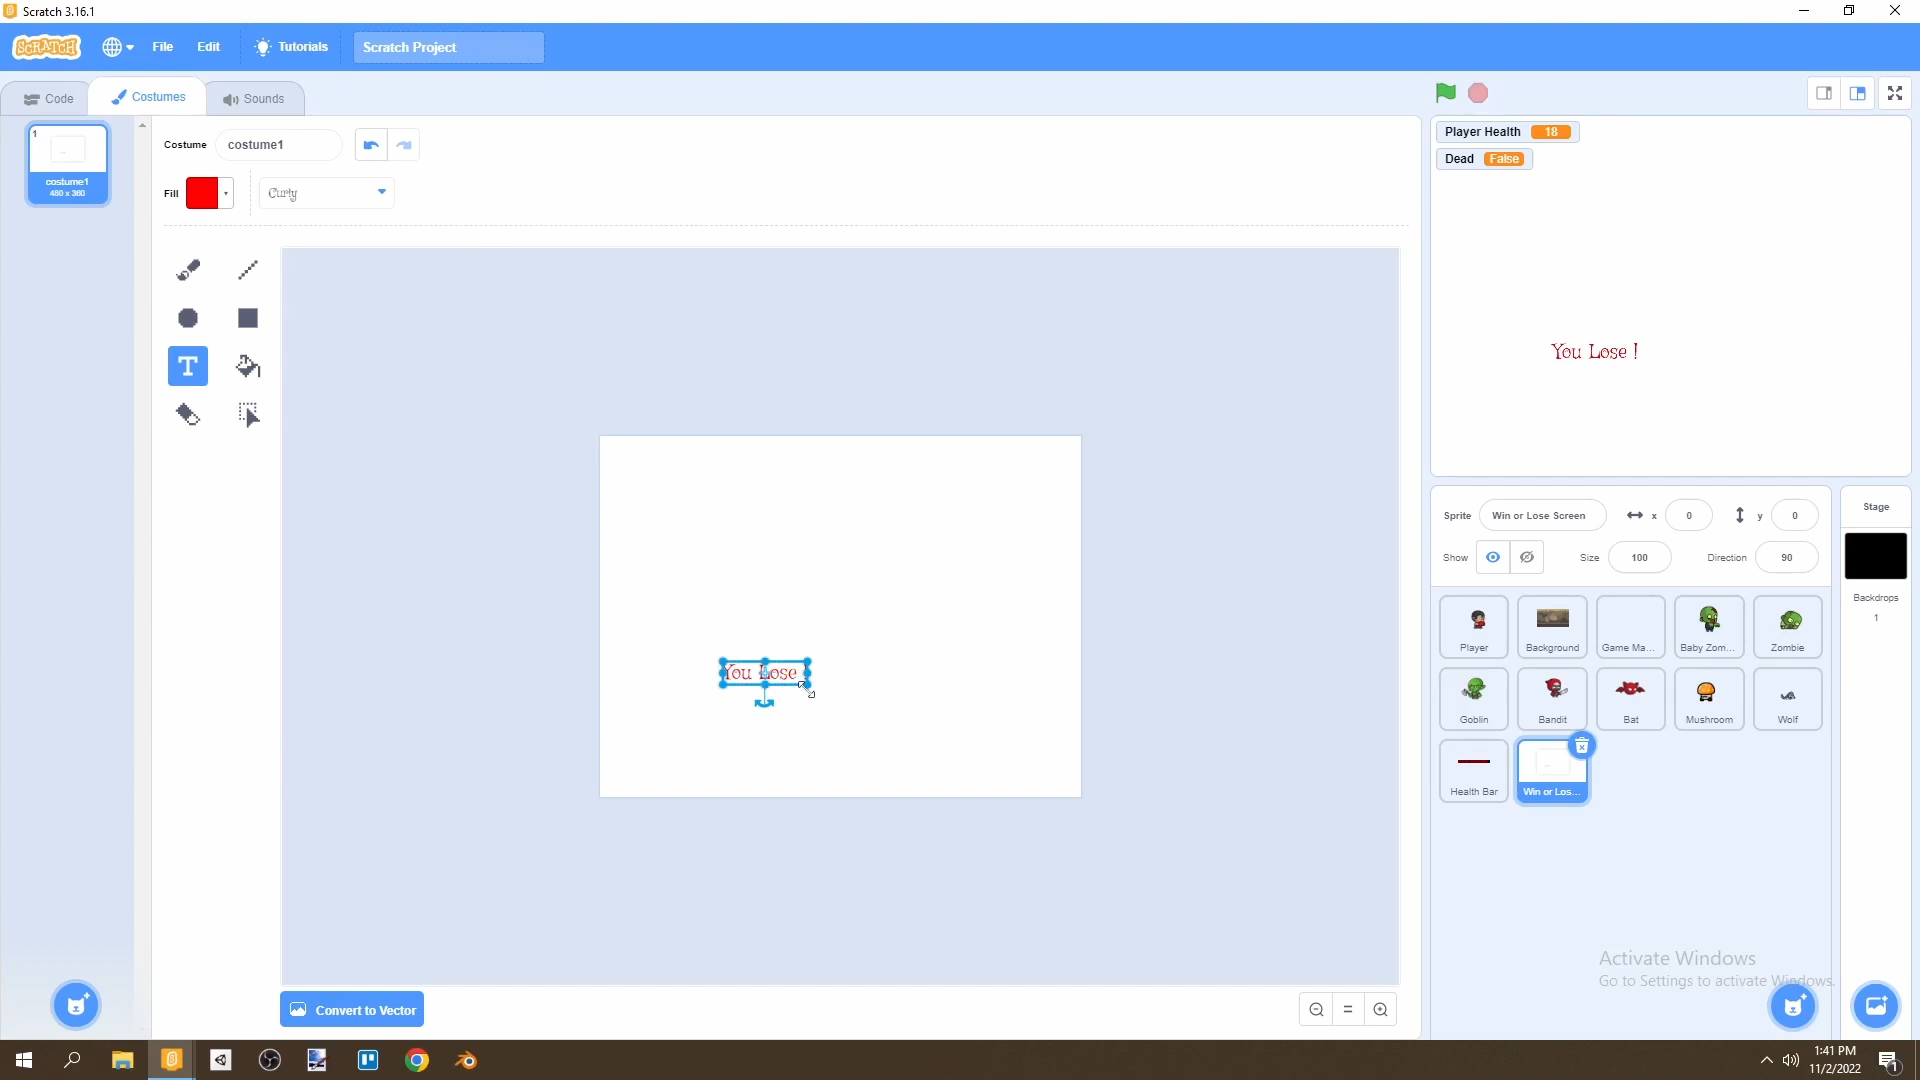 Scratch 3.16.1
SCRATCH
File
Edit
Tutorials
Scratch Project
Code
Costumes
Sounds
1
costume1
480 x 360
Costume
costume1
Fill
Curly
T
You Lose !
Convert to Vector
Player Health 18
Dead False
You Lose !
Sprite
Win or Lose Screen
x
0
y
0
Show
Size
100
Direction
90
Player
Background
Game Ma...
Baby Zom...
Zombie
Goblin
Bandit
Bat
Mushroom
Wolf
Health Bar
Win or Los...
Stage
Backdrops
1
Activate Windows
Go to Settings to activate Windows.
1:41 PM
11/2/2022
1